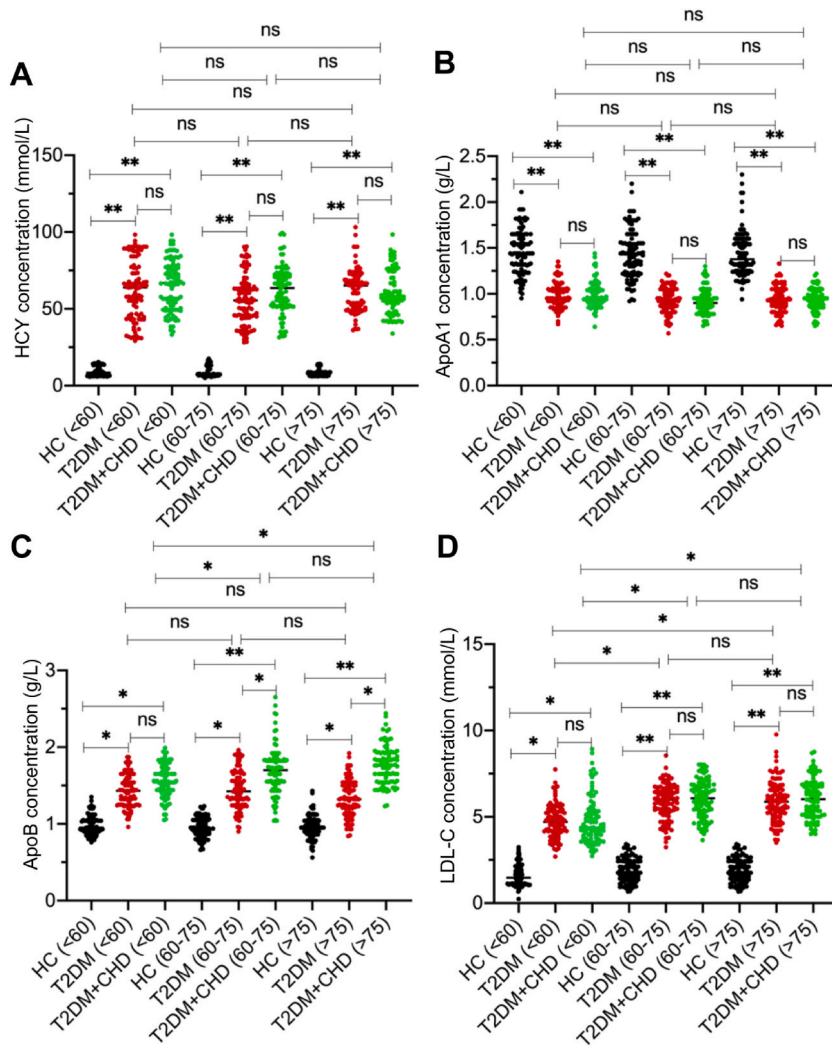 A
ns
ns
ns
ns
ns
ns
**
**
**
**
ns
**
ns
**
ns
HCY concentration (mmol/L)
150
100
50
0
HC (<60)
T2DM (<60)
T2DM+CHD (<60)
HC (60-75)
T2DM (60-75)
T2DM+CHD (60-75)
HC (>75)
T2DM (>75)
T2DM+CHD (>75)
B
ns
ns
ns
ns
ns
ns
**
**
**
**
ns
**
ns
**
ns
ApoA1 concentration (g/L)
2.5
2.0
1.5
1.0
0.5
0.0
HC (<60)
T2DM (<60)
T2DM+CHD (<60)
HC (60-75)
T2DM (60-75)
T2DM+CHD (60-75)
HC (>75)
T2DM (>75)
T2DM+CHD (>75)
C
*
*
ns
ns
ns
ns
*
**
**
*
ns
*
*
*
*
ApoB concentration (g/L)
3
2
1
0
HC (<60)
T2DM (<60)
T2DM+CHD (<60)
HC (60-75)
T2DM (60-75)
T2DM+CHD (60-75)
HC (>75)
T2DM (>75)
T2DM+CHD (>75)
D
*
*
ns
*
*
ns
*
**
**
*
ns
**
ns
**
ns
LDL-C concentration (mmol/L)
15
10
5
0
HC (<60)
T2DM (<60)
T2DM+CHD (<60)
HC (60-75)
T2DM (60-75)
T2DM+CHD (60-75)
HC (>75)
T2DM (>75)
T2DM+CHD (>75)